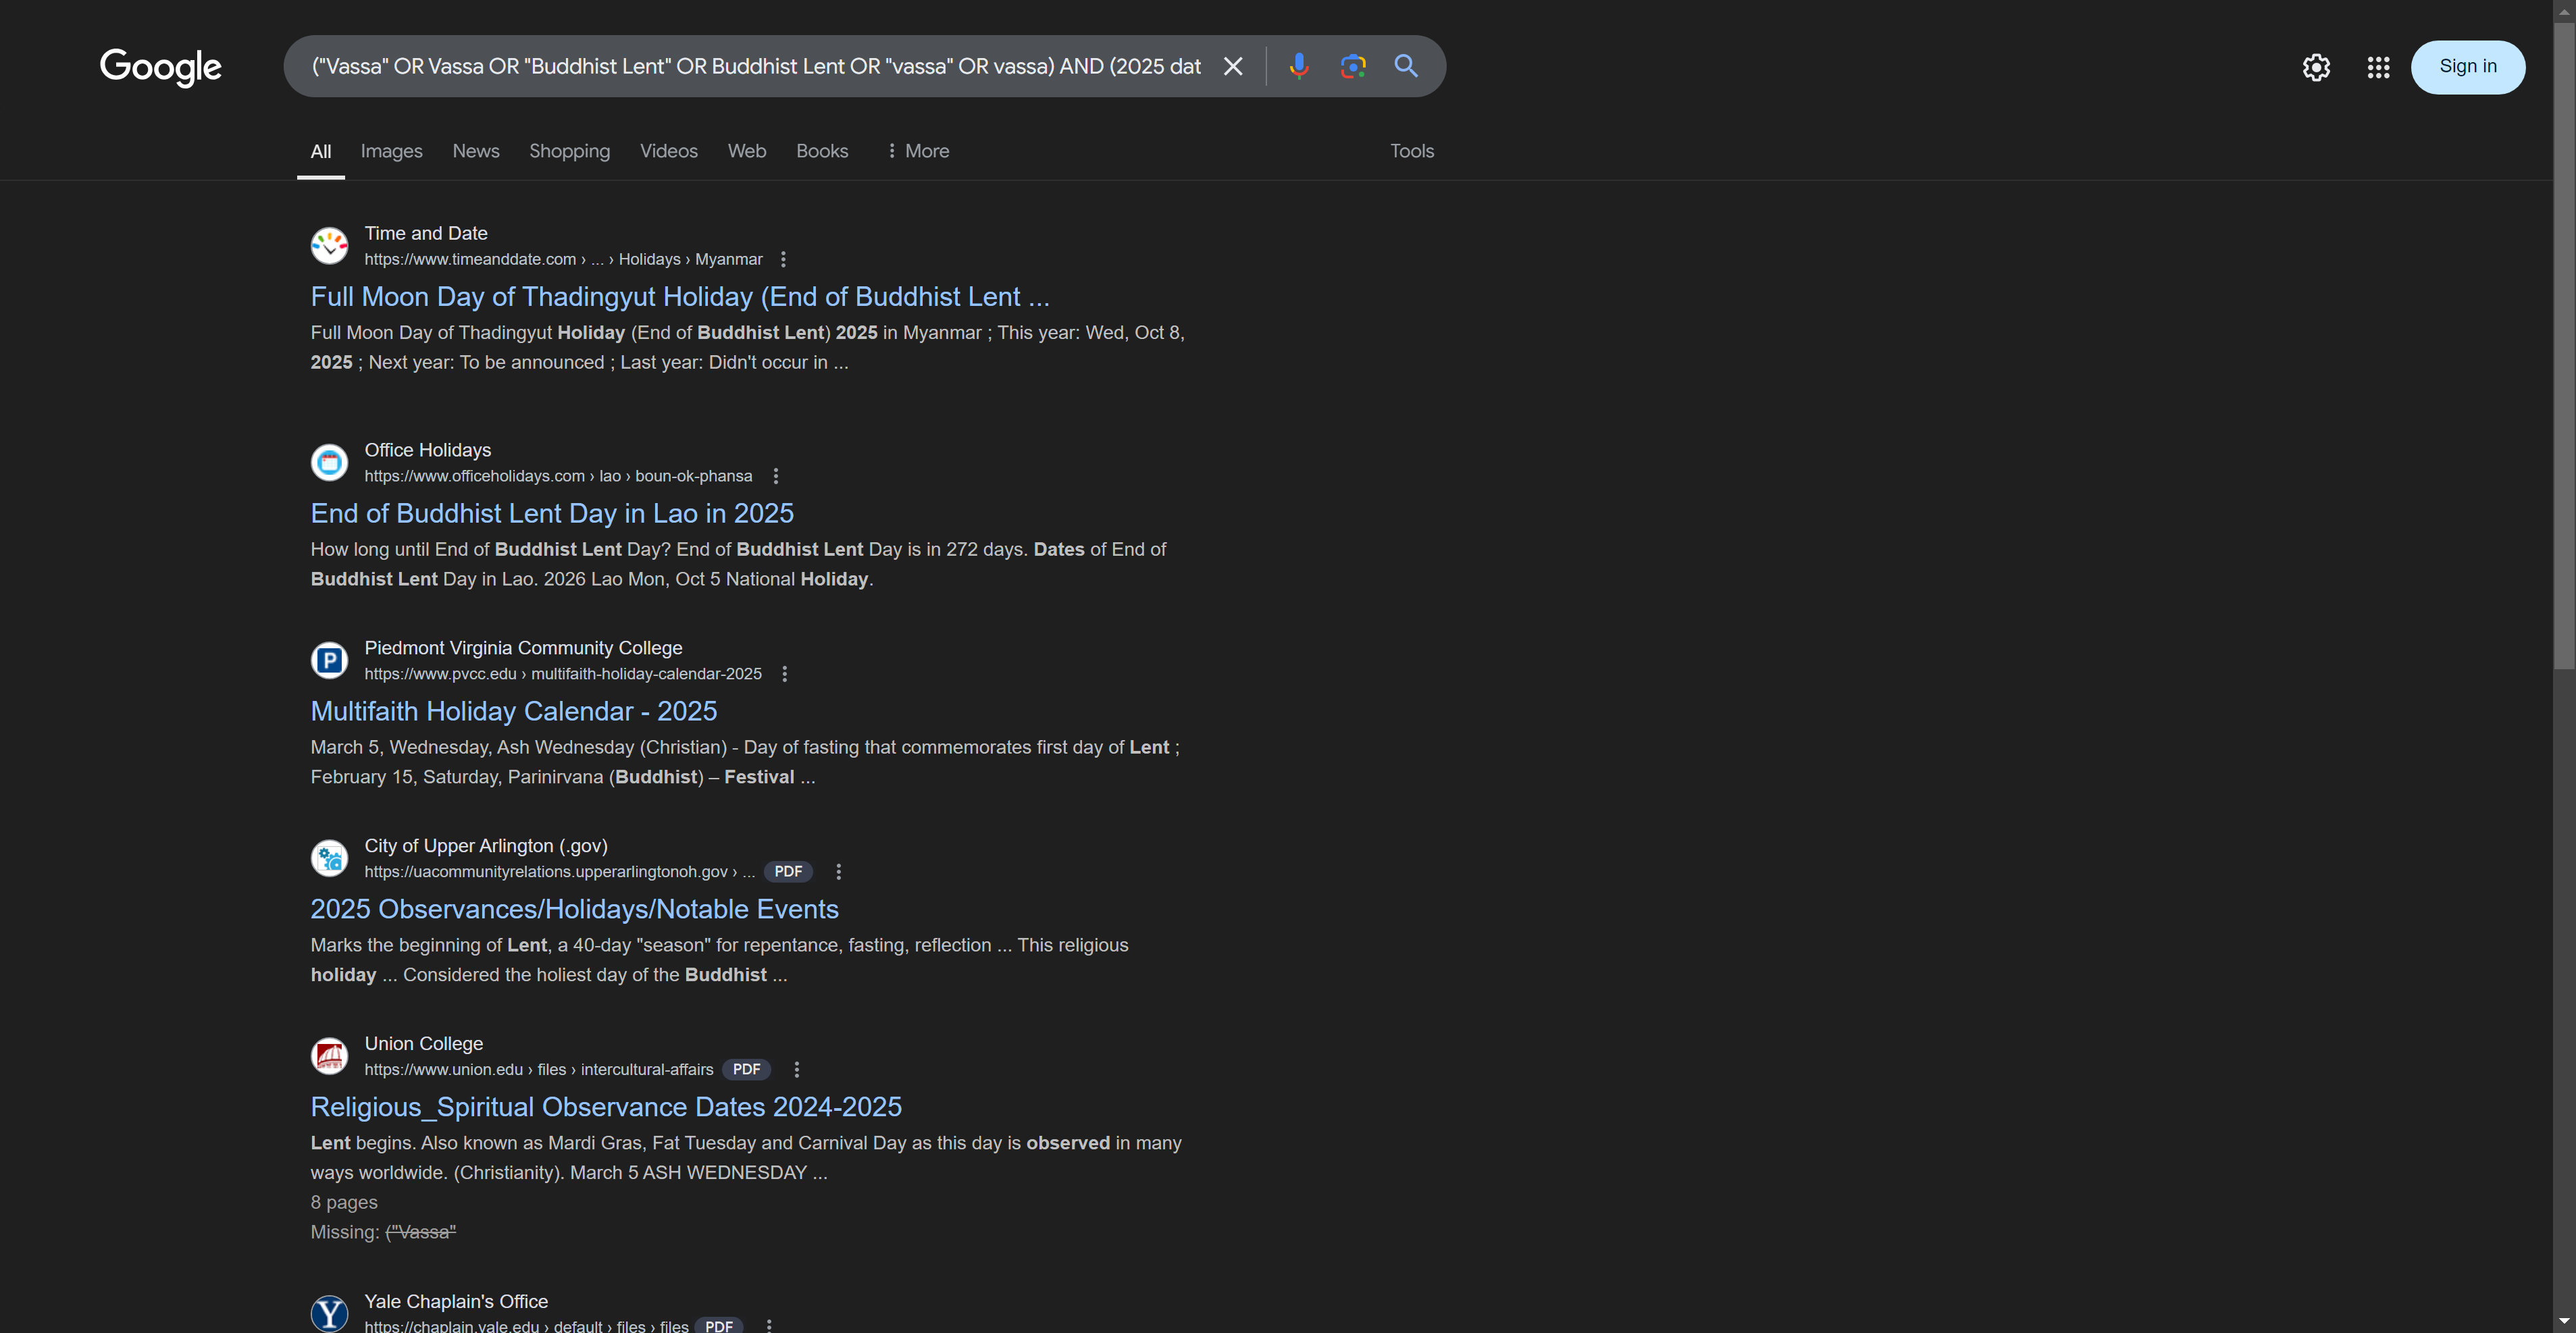 Google
("Vassa" OR Vassa OR "Buddhist Lent" OR Buddhist Lent OR "vassa" OR vassa) AND (2025 dat
Sign in
All Images News Shopping Videos Web Books More Tools
Time and Date
https://www.timeanddate.com › ... › Holidays › Myanmar
Full Moon Day of Thadingyut Holiday (End of Buddhist Lent ...
Full Moon Day of Thadingyut Holiday (End of Buddhist Lent) 2025 in Myanmar ; This year: Wed, Oct 8,
2025 ; Next year: To be announced ; Last year: Didn't occur in ...
Office Holidays
https://www.officeholidays.com › lao › boun-ok-phansa
End of Buddhist Lent Day in Lao in 2025
How long until End of Buddhist Lent Day? End of Buddhist Lent Day is in 272 days. Dates of End of
Buddhist Lent Day in Lao. 2026 Lao Mon, Oct 5 National Holiday.
P
Piedmont Virginia Community College
https://www.pvcc.edu › multifaith-holiday-calendar-2025
Multifaith Holiday Calendar - 2025
March 5, Wednesday, Ash Wednesday (Christian) - Day of fasting that commemorates first day of Lent ;
February 15, Saturday, Parinirvana (Buddhist) – Festival ...
City of Upper Arlington (.gov)
https://uacommunityrelations.upperarlingtonoh.gov › ... PDF
2025 Observances/Holidays/Notable Events
Marks the beginning of Lent, a 40-day "season" for repentance, fasting, reflection ... This religious
holiday ... Considered the holiest day of the Buddhist ...
Union College
https://www.union.edu › files › intercultural-affairs PDF
Religious_Spiritual Observance Dates 2024-2025
Lent begins. Also known as Mardi Gras, Fat Tuesday and Carnival Day as this day is observed in many
ways worldwide. (Christianity). March 5 ASH WEDNESDAY ...
8 pages
Missing: ("Vassa"
Y
Yale Chaplain's Office
https://chaplain.yale.edu › default › files › files PDF